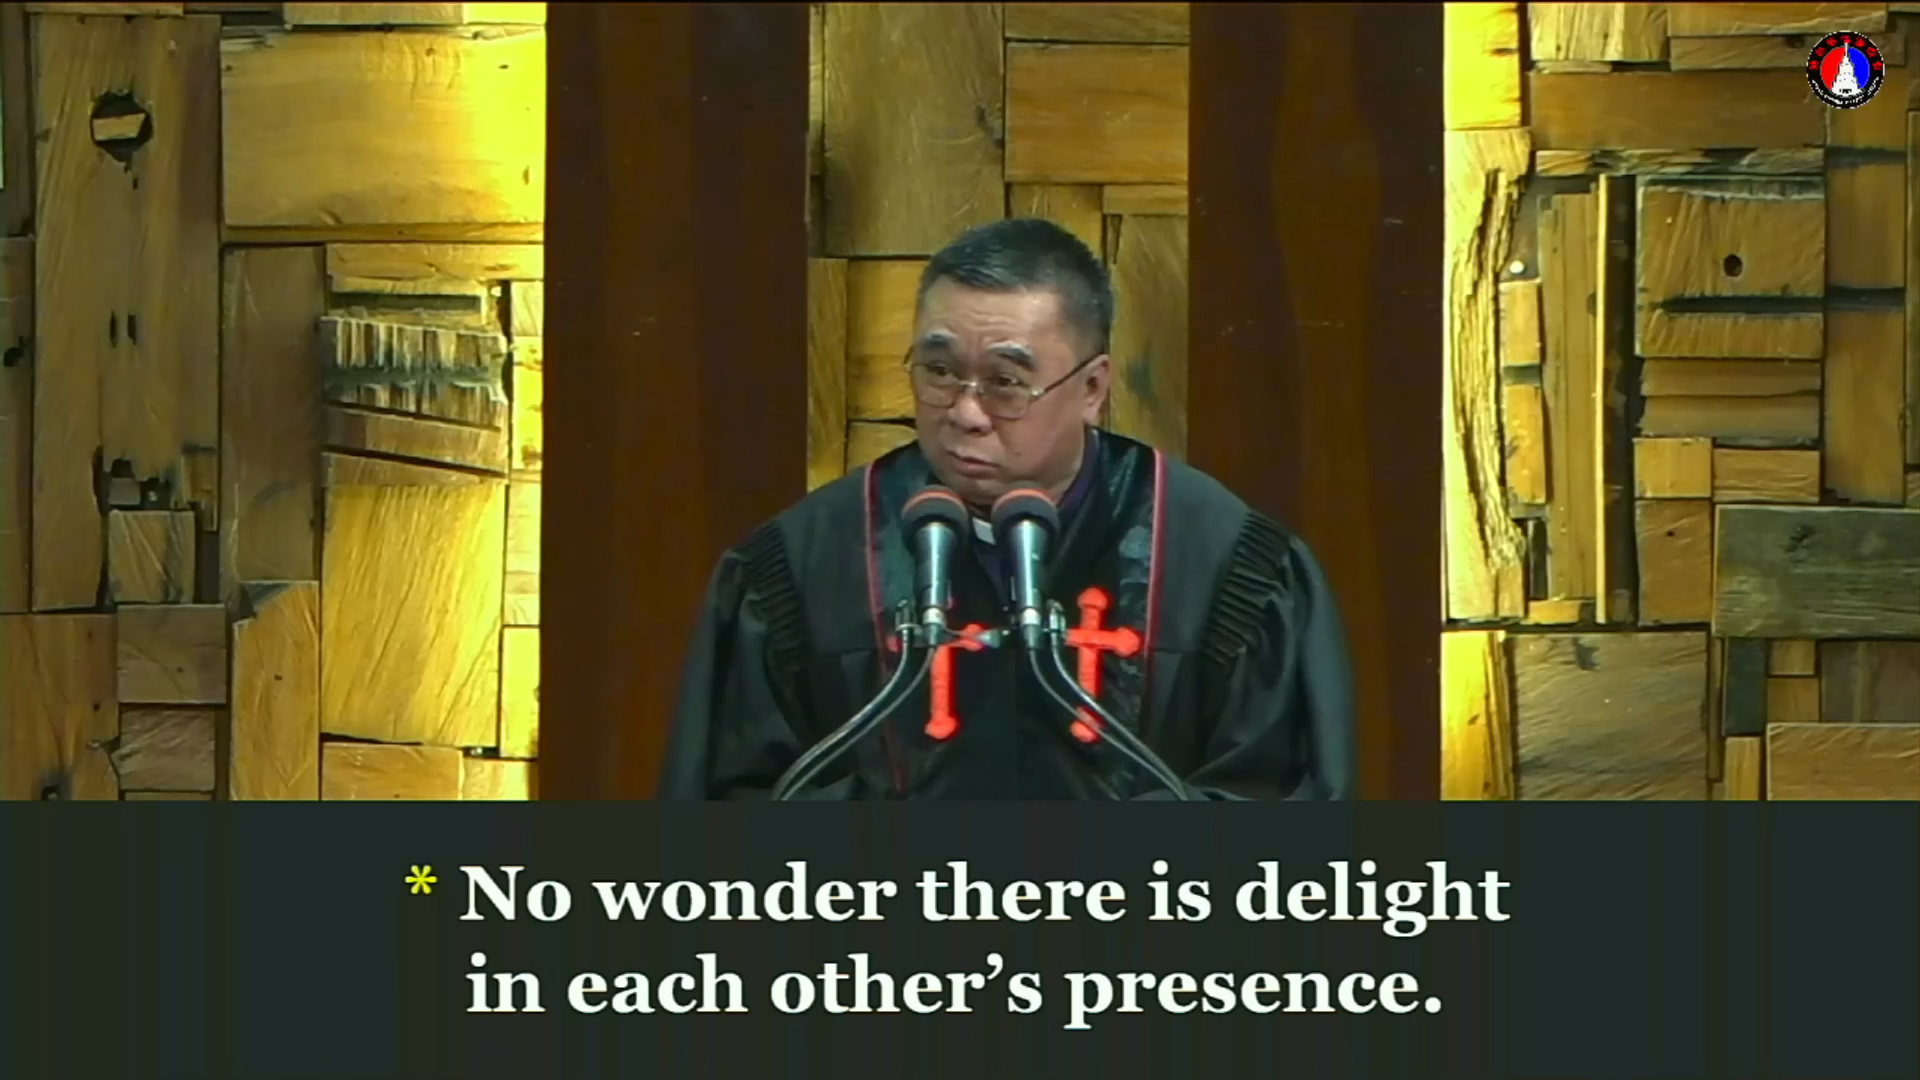 * No wonder there is delight
in each other’s presence.